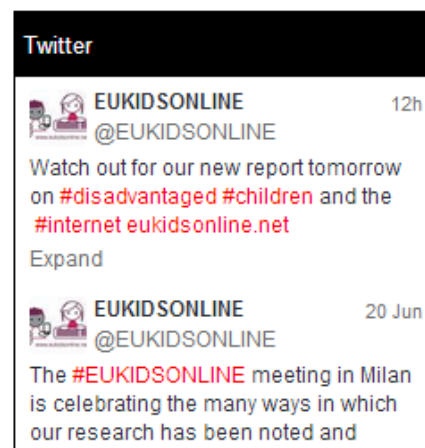 Twitter
EUKIDSONLINE 12h
@EUKIDSONLINE
Watch out for our new report tomorrow
on #disadvantaged #children and the
#internet eukidsonline.net
Expand
EUKIDSONLINE 20 Jun
@EUKIDSONLINE
The #EUKIDSONLINE meeting in Milan
is celebrating the many ways in which
our research has been noted and